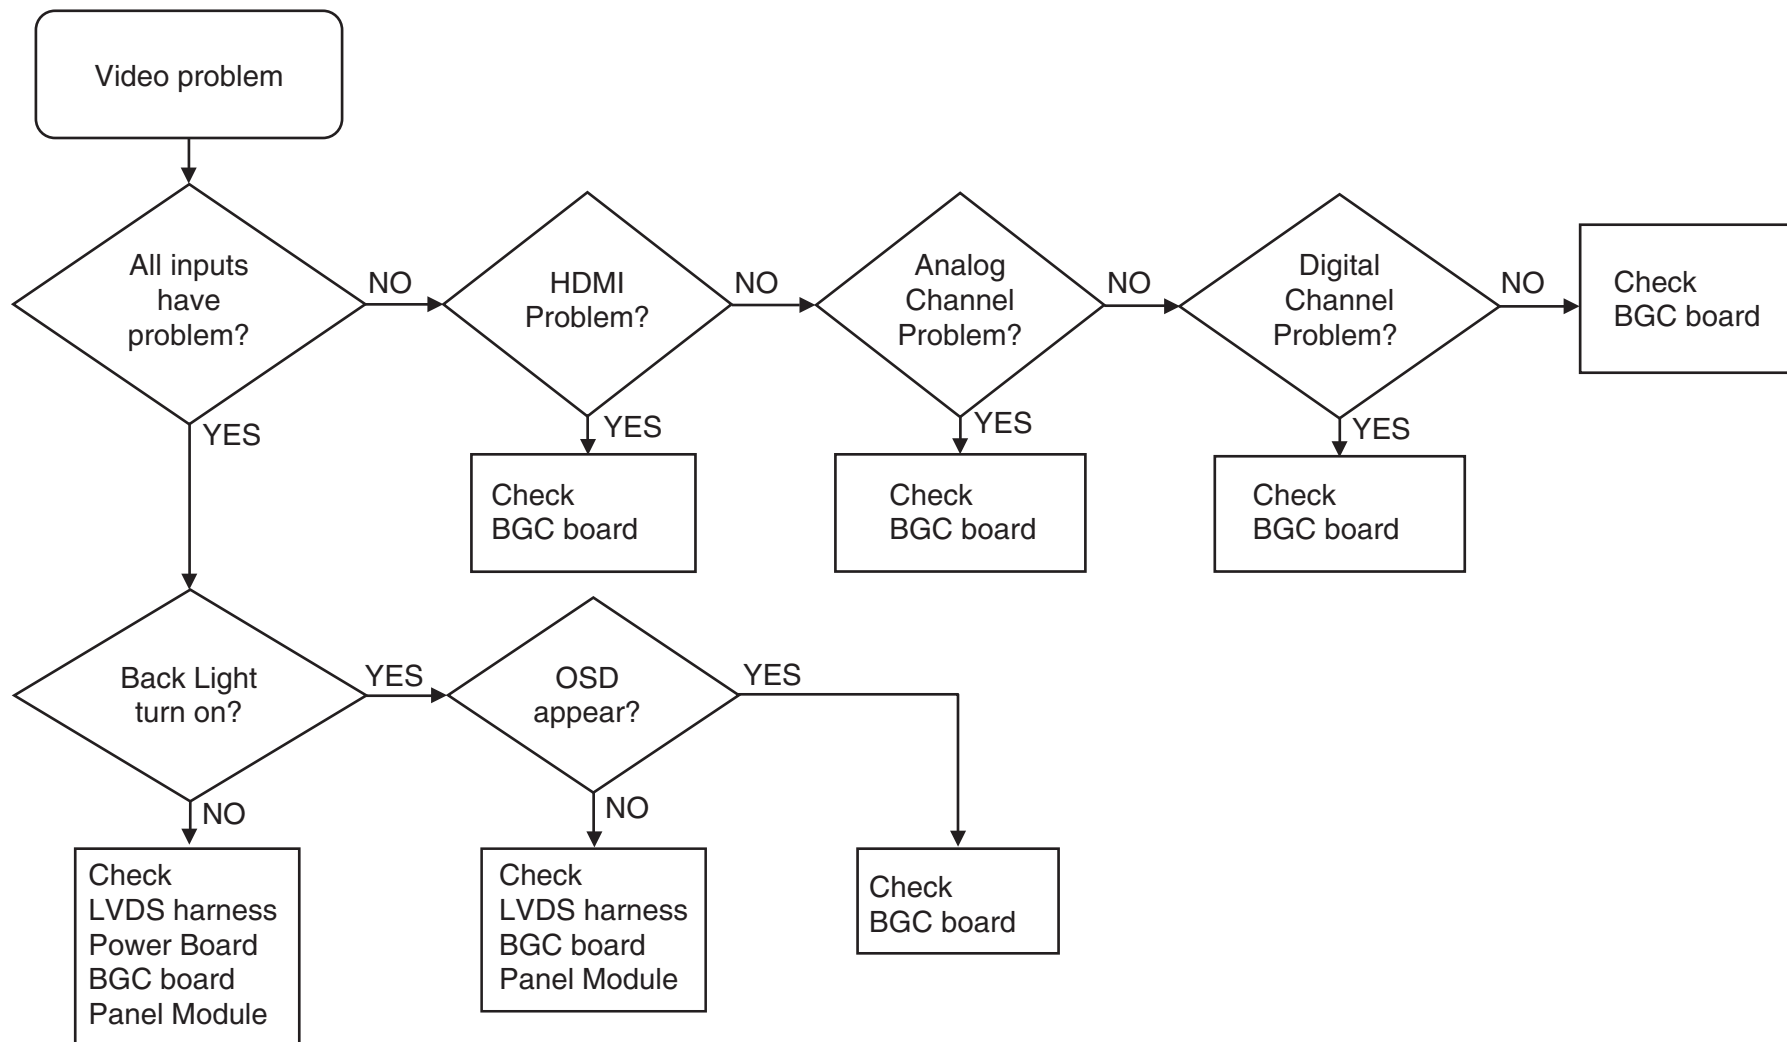 Video problem
All inputs
have
problem?
NO
HDMI
Problem?
NO
Analog
Channel
Problem?
NO
Digital
Channel
Problem?
NO
Check
BGC board
YES
YES
Check
BGC board
YES
Check
BGC board
YES
Check
BGC board
Back Light
turn on?
YES
OSD
appear?
YES
NO
Check
LVDS harness
Power Board
BGC board
Panel Module
NO
Check
LVDS harness
BGC board
Panel Module
Check
BGC board